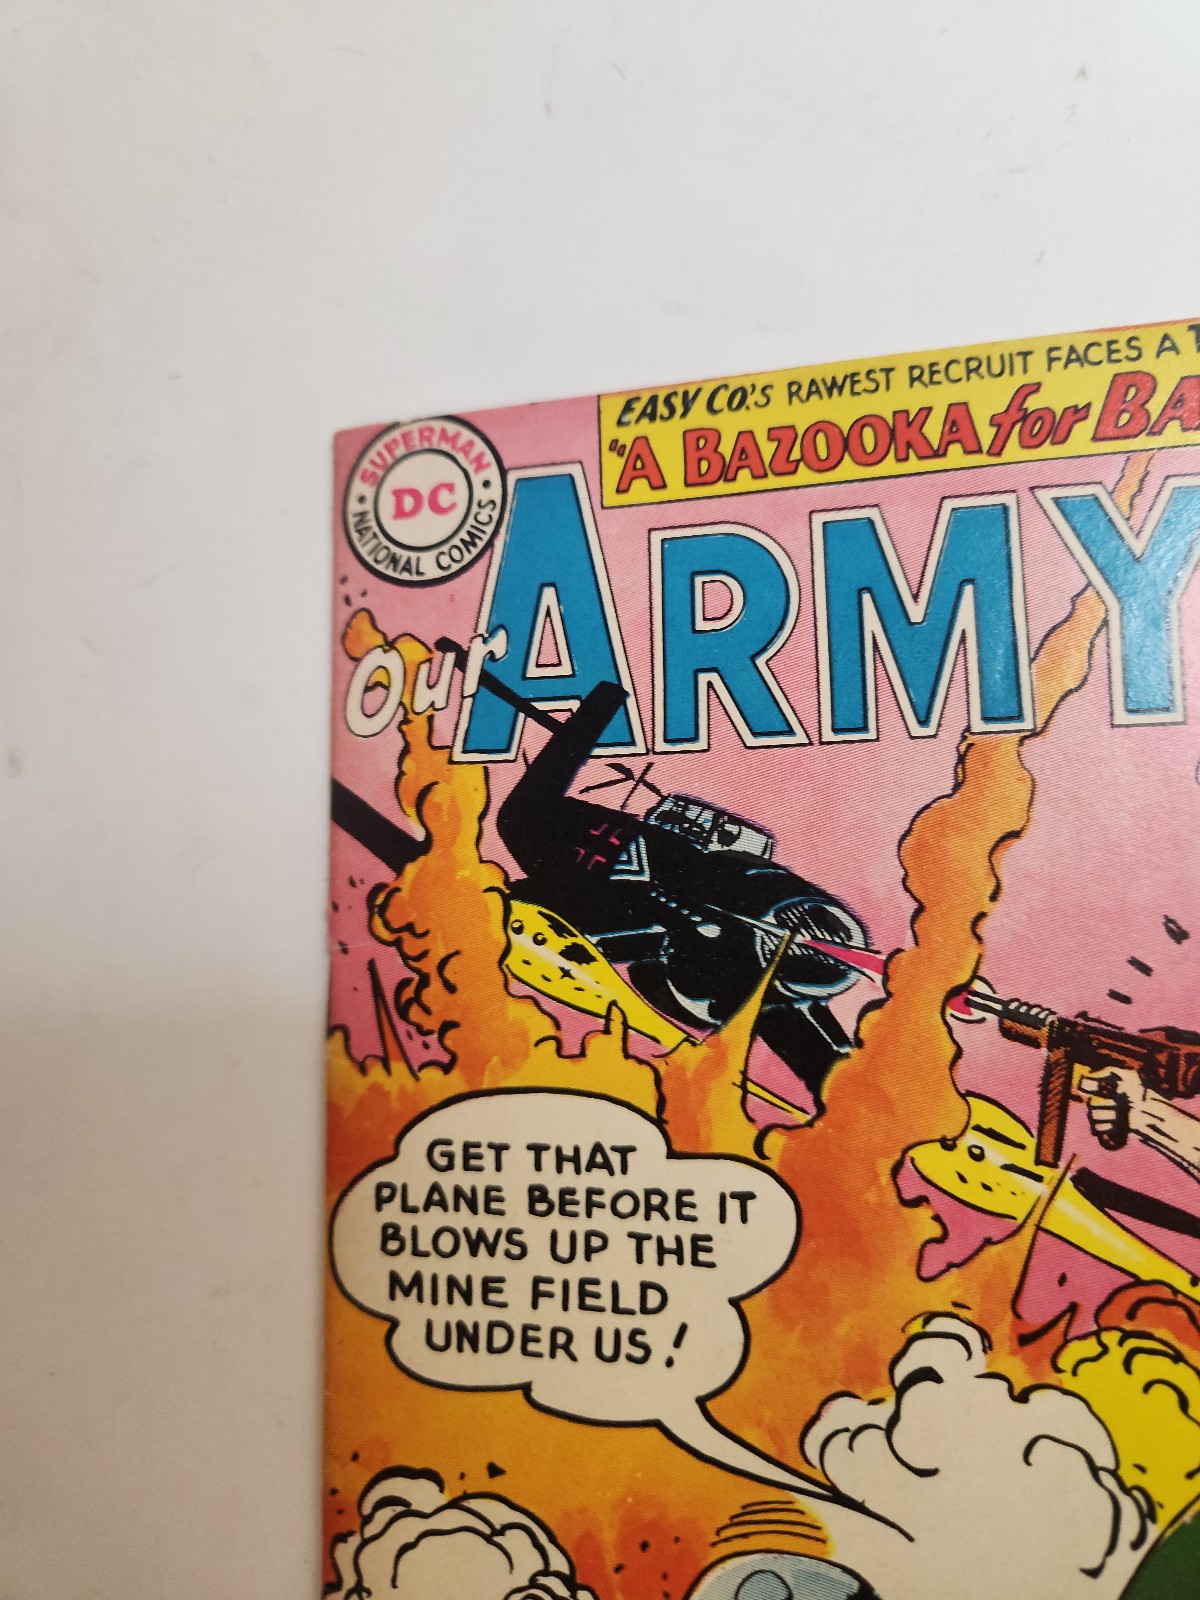 SUPERMAN
DC
NATIONAL COMICS
EASY CO.'S RAWEST RECRUIT FACES A
"A BAZOOKA for
Our ARMY
GET THAT
PLANE BEFORE IT
BLOWS UP THE
MINE FIELD
UNDER US!